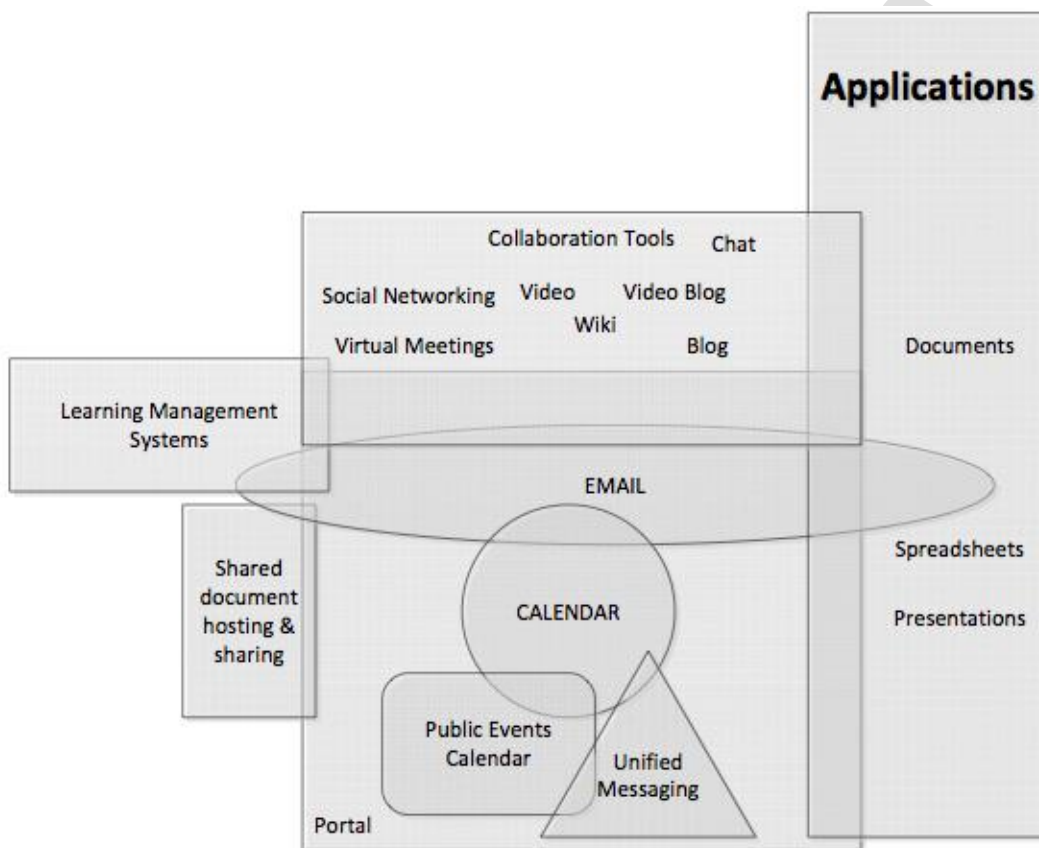 Applications
Collaboration Tools
Chat
Social Networking
Video
Video Blog
Wiki
Virtual Meetings
Blog
Documents
Learning Management
Systems
EMAIL
Spreadsheets
Shared
document
hosting &
sharing
CALENDAR
Presentations
Public Events
Calendar
Unified
Messaging
Portal